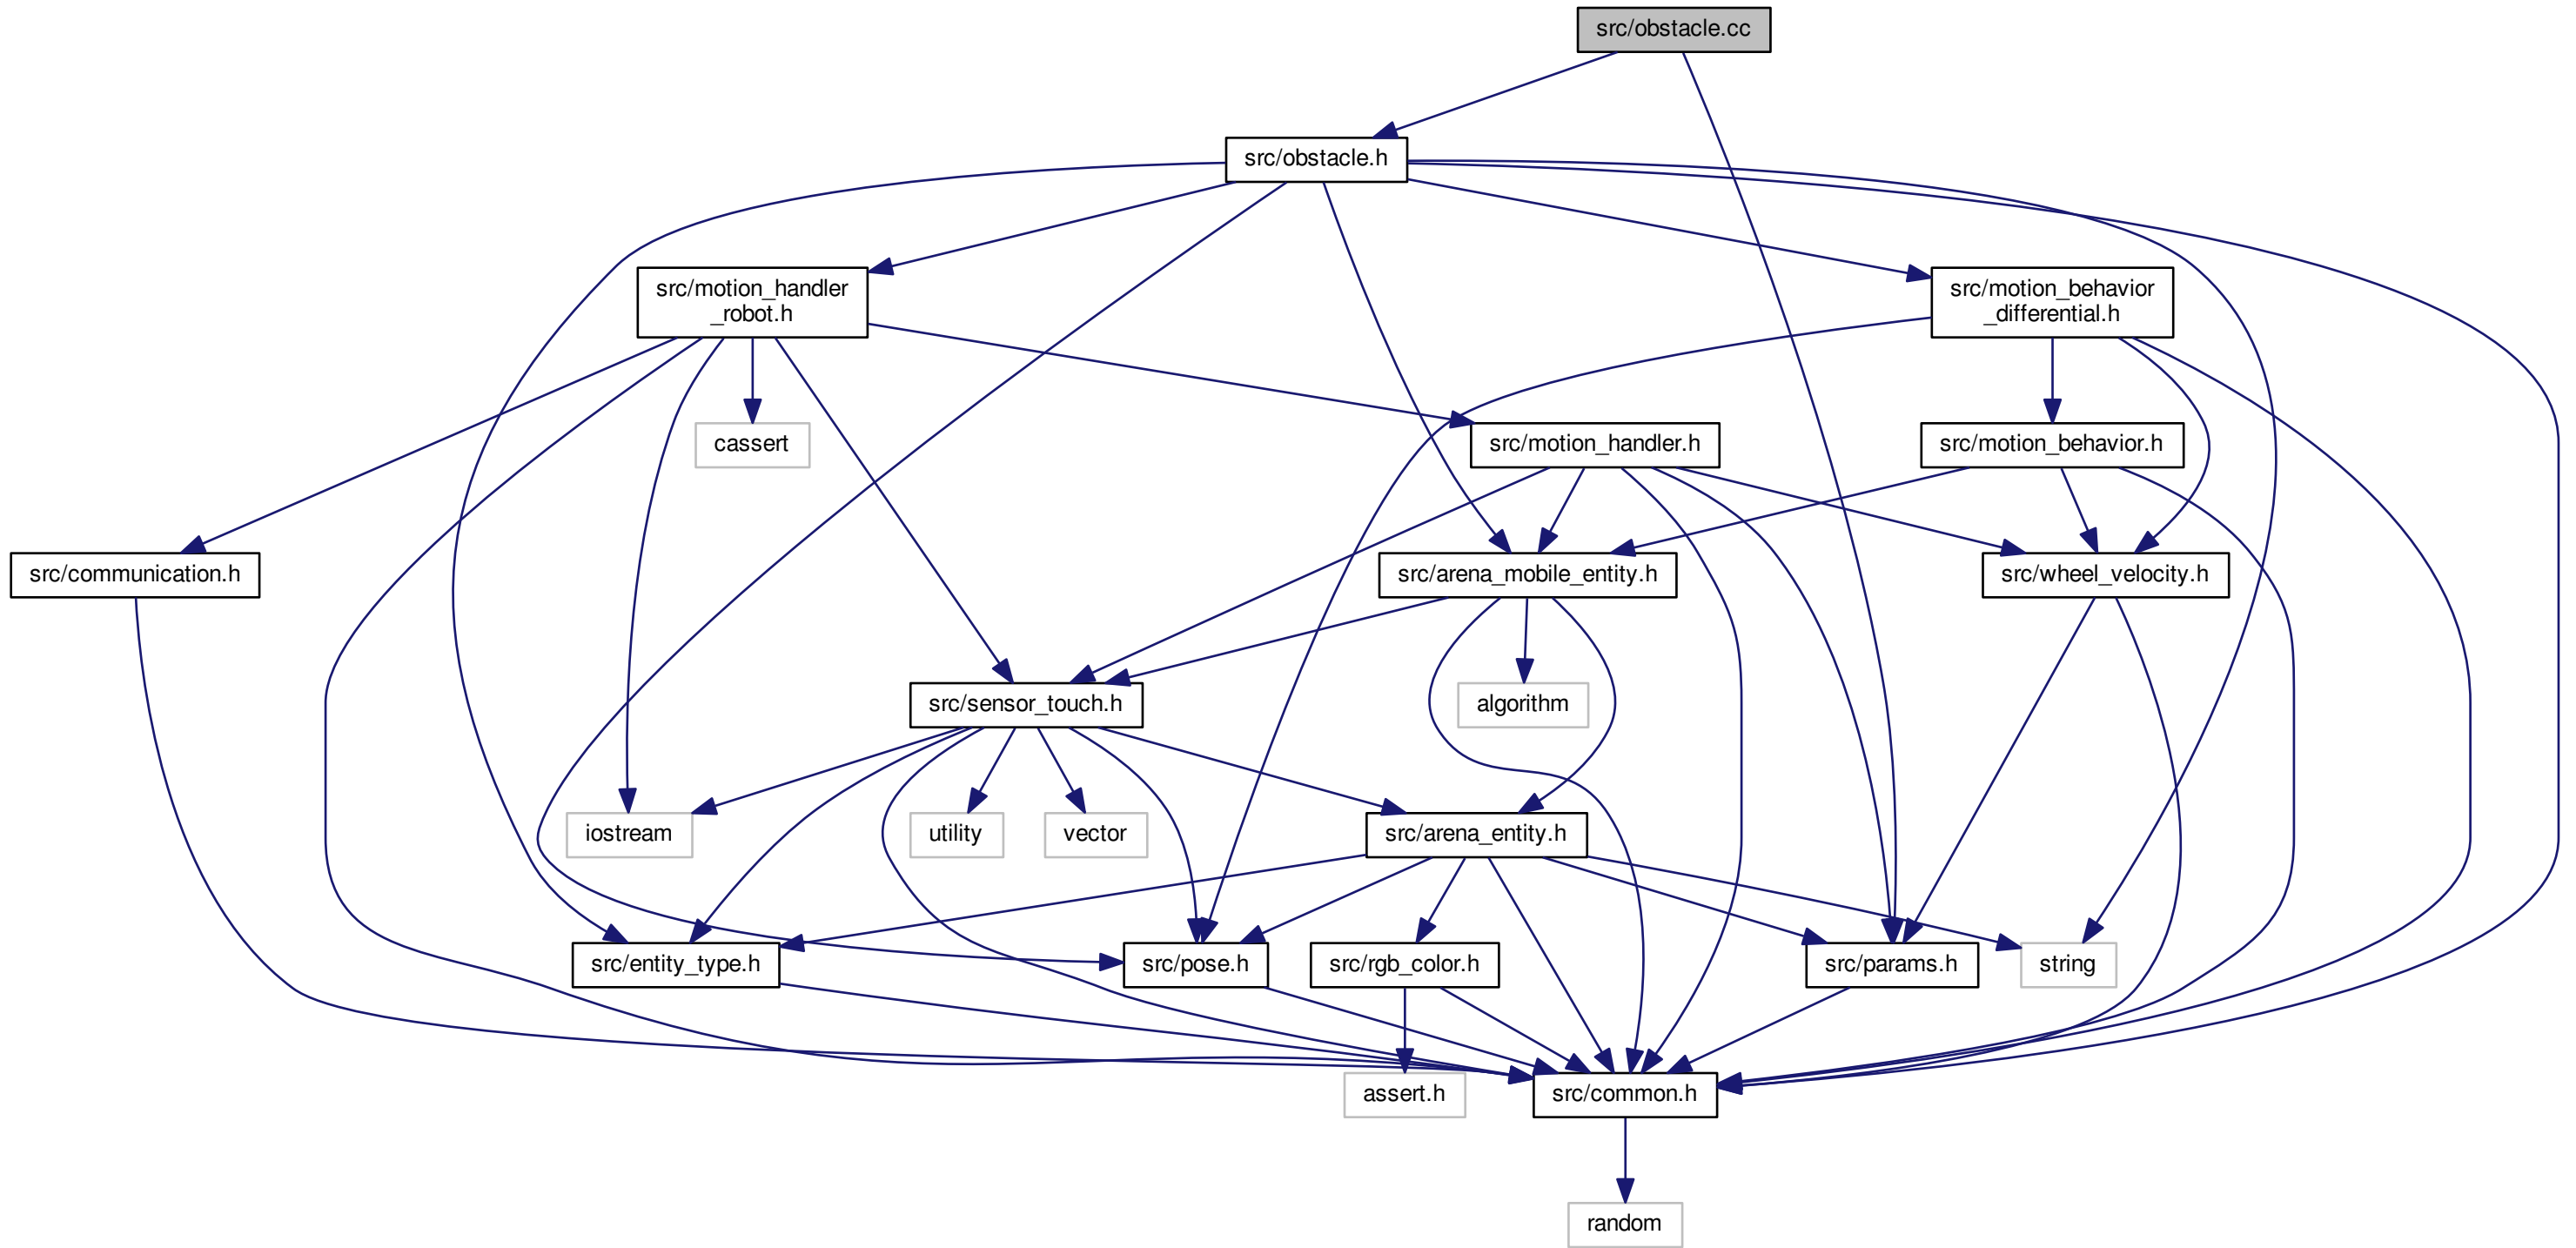 src/obstacle.cc
src/obstacle.h
src/motion_handler
_robot.h
src/motion_behavior
_differential.h
cassert
src/motion_handler.h
src/motion_behavior.h
src/communication.h
src/arena_mobile_entity.h
src/wheel_velocity.h
src/sensor_touch.h
algorithm
iostream
utility
vector
src/arena_entity.h
src/entity_type.h
src/pose.h
src/rgb_color.h
src/params.h
string
assert.h
src/common.h
random